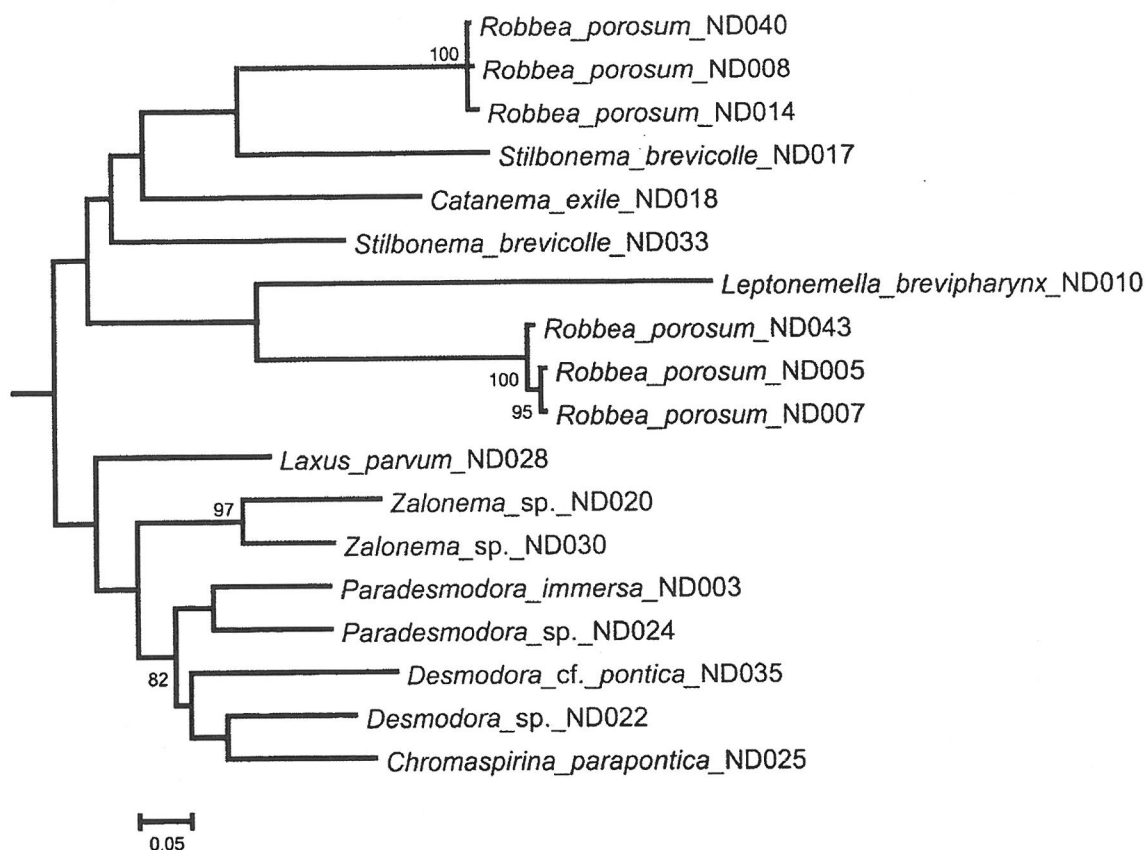 Robbea_porosum_ND040
100
Robbea_porosum_ND008
Robbea_porosum_ND014
Stilbonema_brevicolle_ND017
Catanema_exile_ND018
Stilbonema_brevicolle_ND033
Leptonemella_brevipharynx_ND010
Robbea_porosum_ND043
100
Robbea_porosum_ND005
95
Robbea_porosum_ND007
Laxus_parvum_ND028
Zalonema_sp._ND020
97
Zalonema_sp._ND030
Paradesmodora_immersa_ND003
Paradesmodora_sp._ND024
82
Desmodora_cf._pontica_ND035
Desmodora_sp._ND022
Chromaspirina_parapontica_ND025
0.05